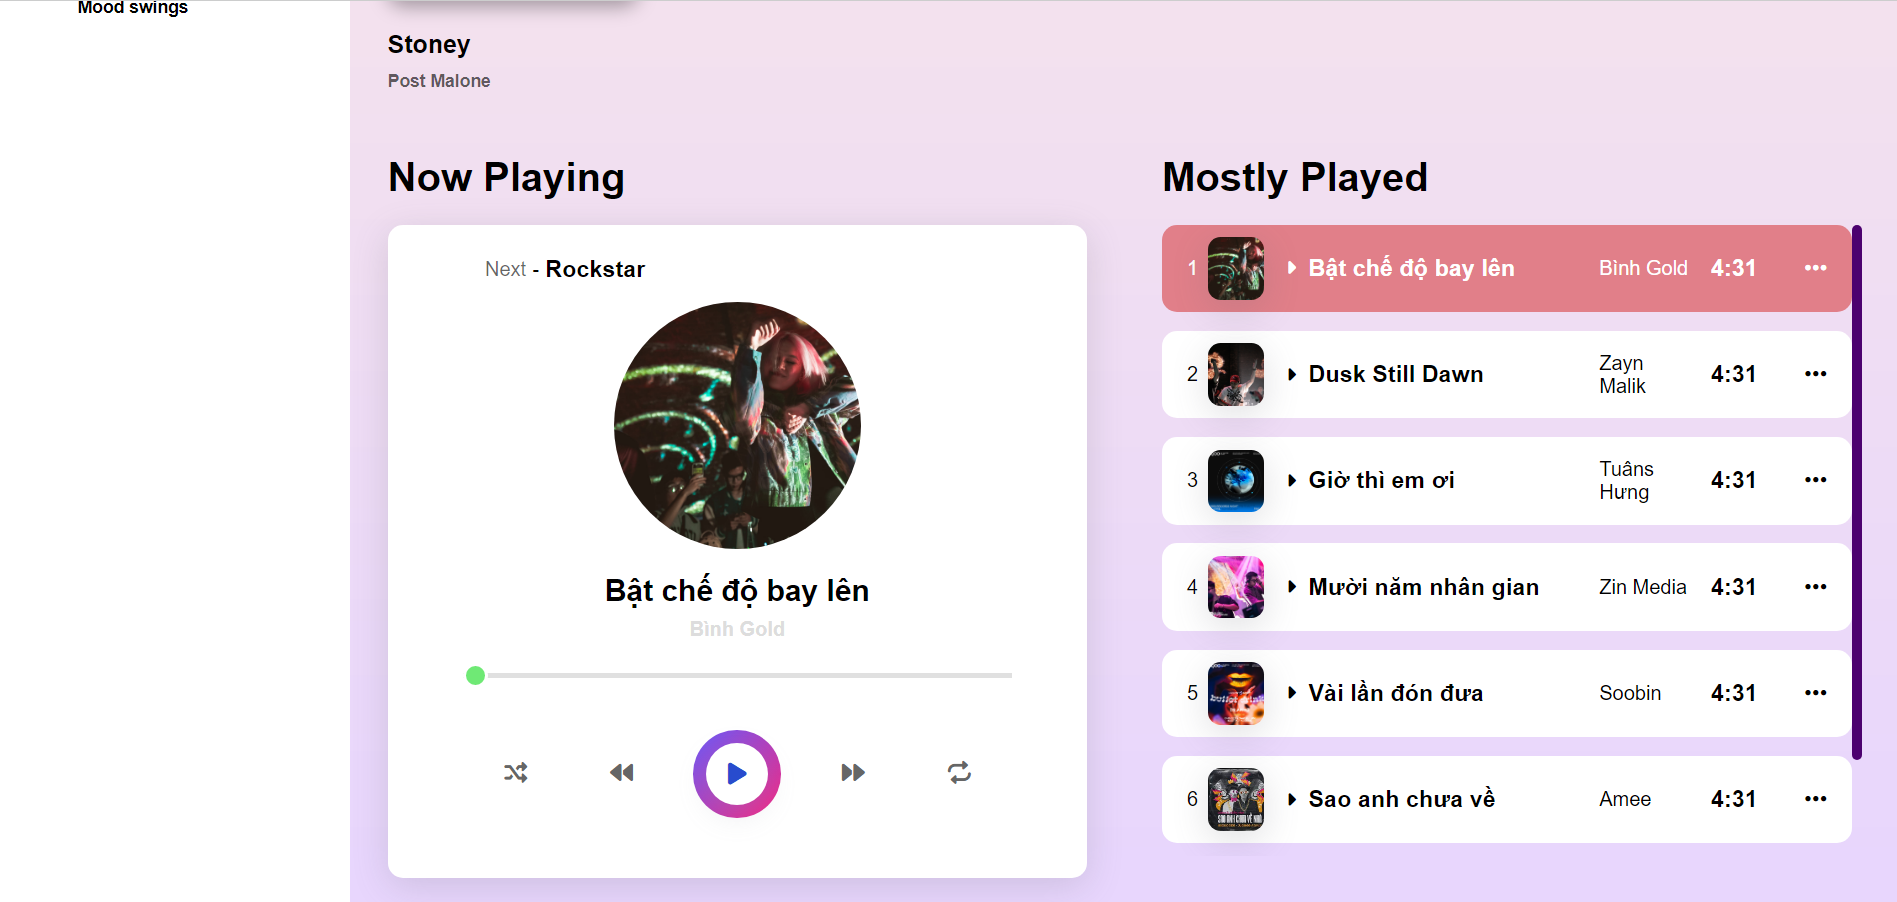 Mood swings
Stoney
Post Malone
Now Playing
Next - Rockstar
Bật chế độ bay lên
Bình Gold
Mostly Played
1 Bật chế độ bay lên Bình Gold 4:31
2 Dusk Still Dawn Zayn Malik 4:31
3 Giờ thì em ơi Tuâns Hưng 4:31
4 Mười năm nhân gian Zin Media 4:31
5 Vài lần đón đưa Soobin 4:31
6 Sao anh chưa về Amee 4:31